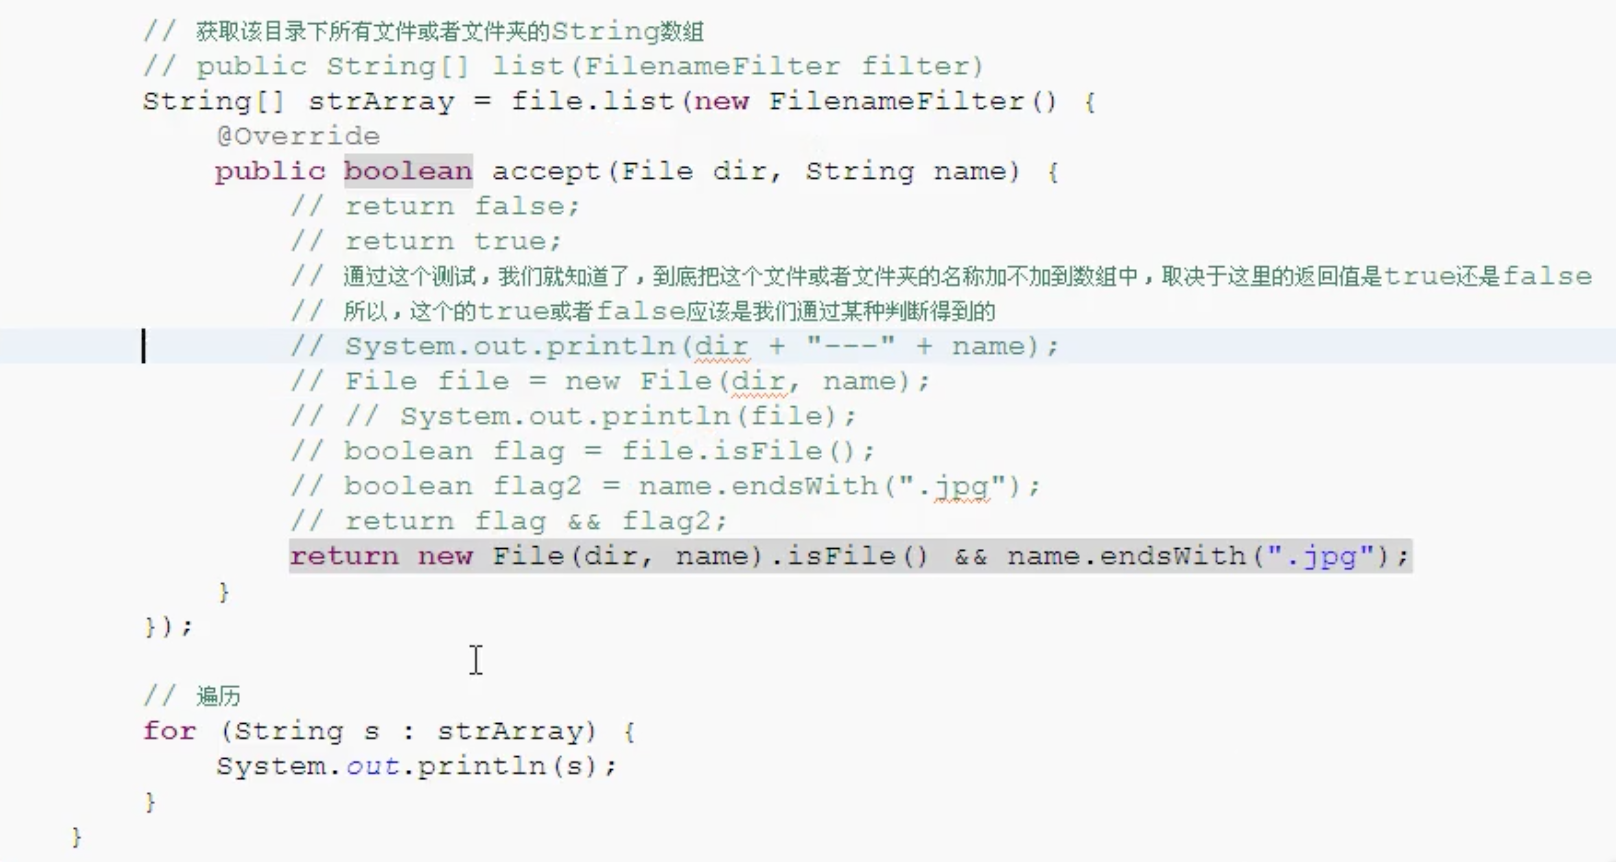 // 获取该目录下所有文件或者文件夹的String数组
// public String[] list(FilenameFilter filter)
String[] strArray = file.list(new FilenameFilter() {
@Override
public boolean accept(File dir, String name) {
// return false;
// return true;
// 通过这个测试，我们就知道了，到底把这个文件或者文件夹的名称加不加到数组中，取决于这里的返回值是true还是false
// 所以，这个的true或者false应该是我们通过某种判断得到的
// System.out.println(dir + "---" + name);
// File file = new File(dir, name);
// // System.out.println(file);
// boolean flag = file.isFile();
// boolean flag2 = name.endsWith(".jpg");
// return flag && flag2;
return new File(dir, name).isFile() && name.endsWith(".jpg");
}
});
// 遍历
for (String s : strArray) {
System.out.println(s);
}
}